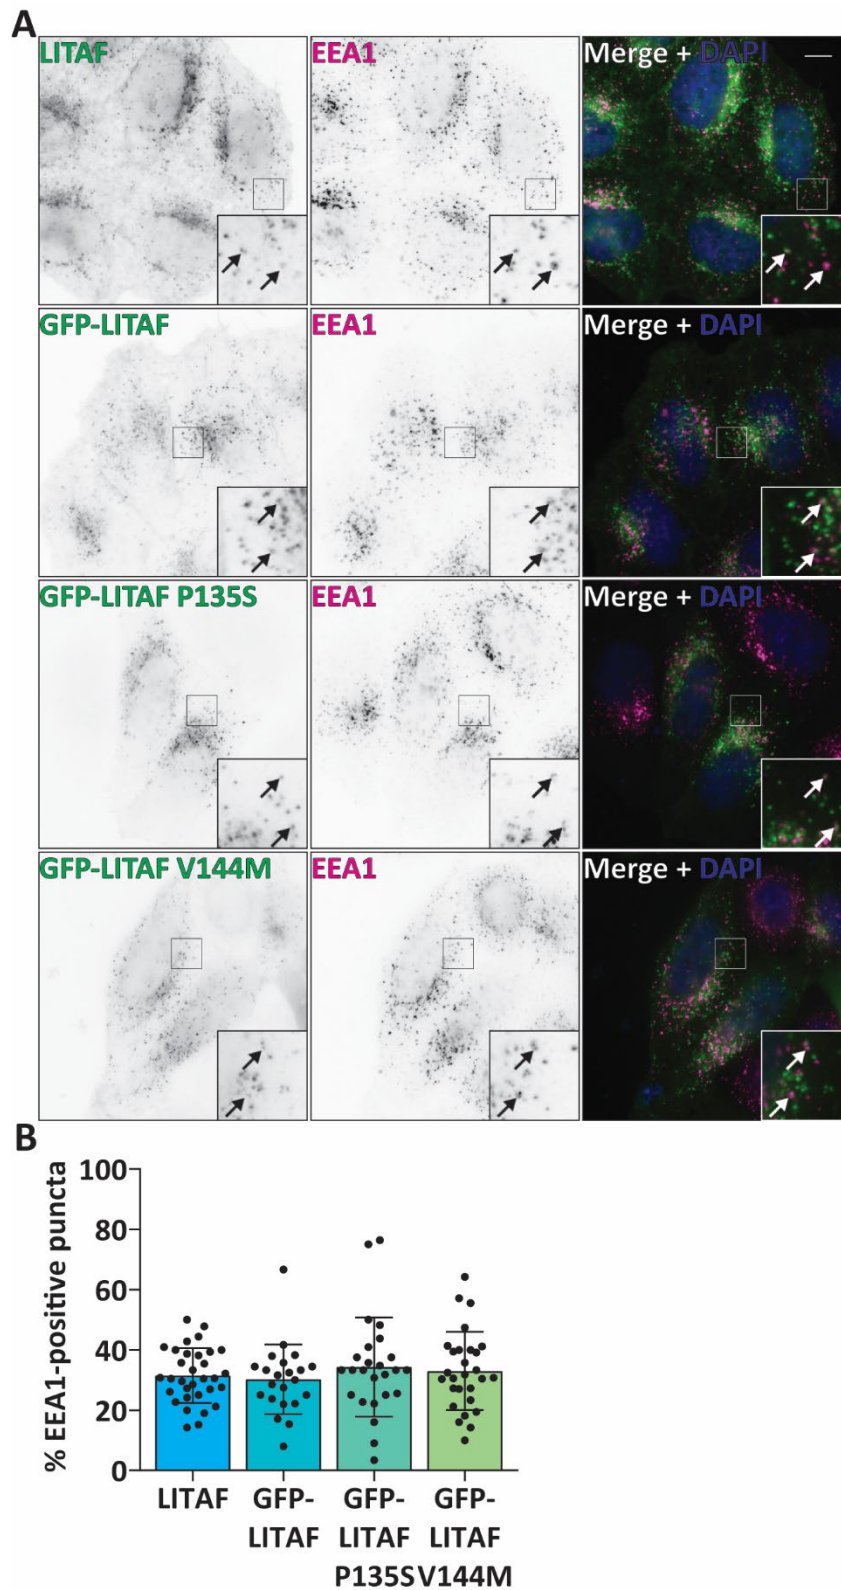 A
LITAF EEA1 Merge + DAPI
GFP-LITAF EEA1 Merge + DAPI
GFP-LITAF P135S EEA1 Merge + DAPI
GFP-LITAF V144M EEA1 Merge + DAPI
B
% EEA1-positive puncta
100
80
60
40
20
0
LITAF GFP- GFP- GFP-
LITAF LITAF LITAF
P135S V144M